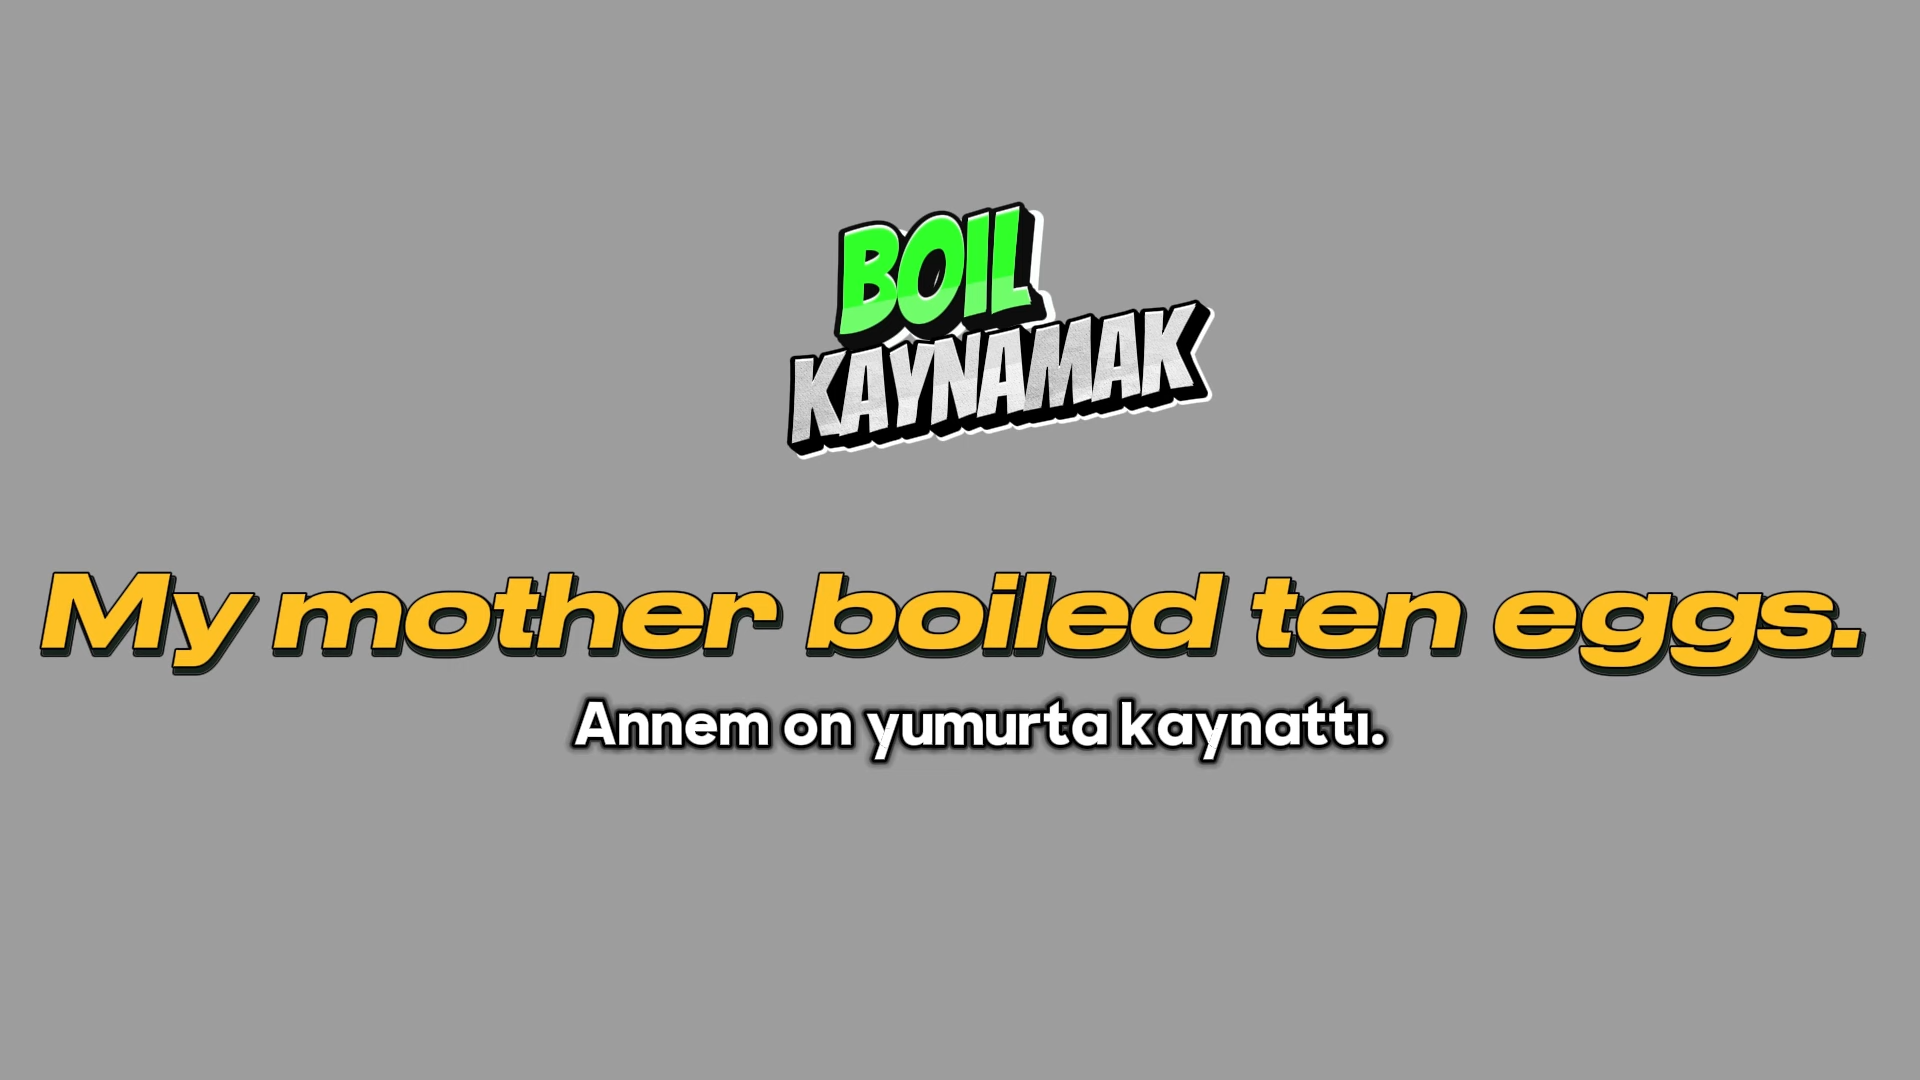 BOIL
KAYNAMAK
My mother boiled ten eggs.
Annem on yumurta kaynattı.